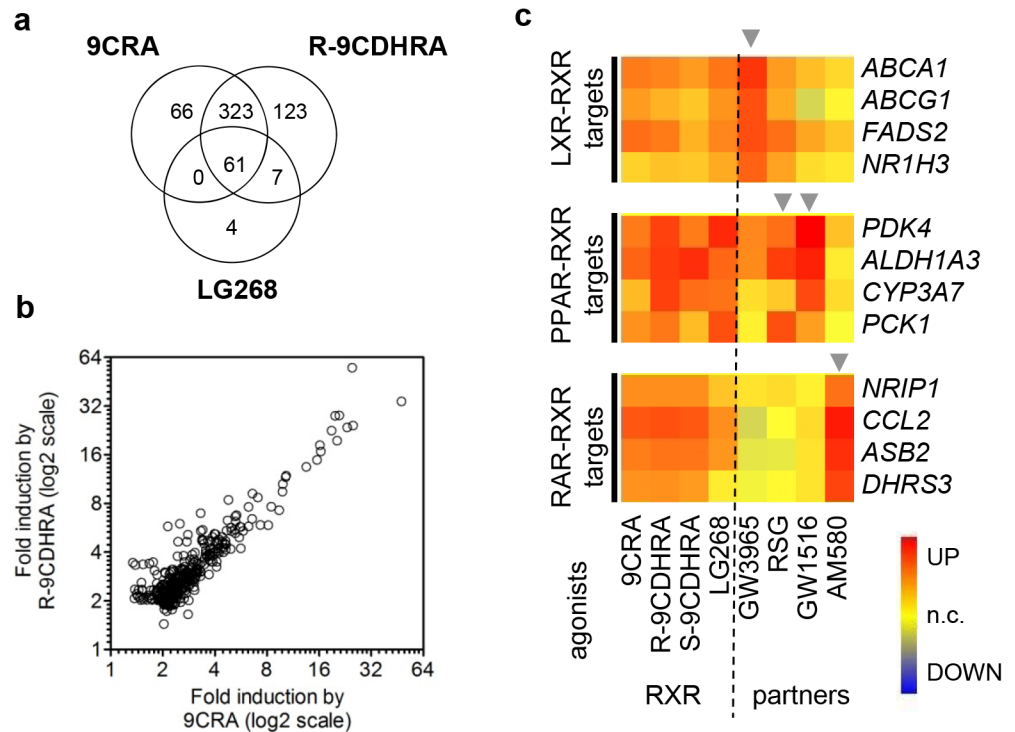 a
9CRA
R-9CDHRA
66
323
123
61
0
7
4
LG268
b
64
32
16
8
4
2
1
Fold induction by
R-9CDHRA (log2 scale)
1 2 4 8 16 32 64
Fold induction by
9CRA (log2 scale)
c
LXR-RXR
targets
ABCA1
ABCG1
FADS2
NR1H3
PPAR-RXR
targets
PDK4
ALDH1A3
CYP3A7
PCK1
RAR-RXR
targets
NRIP1
CCL2
ASB2
DHRS3
agonists
9CRA
R-9CDHRA
S-9CDHRA
LG268
GW3965
RSG
GW1516
AM580
RXR
partners
UP
n.c.
DOWN